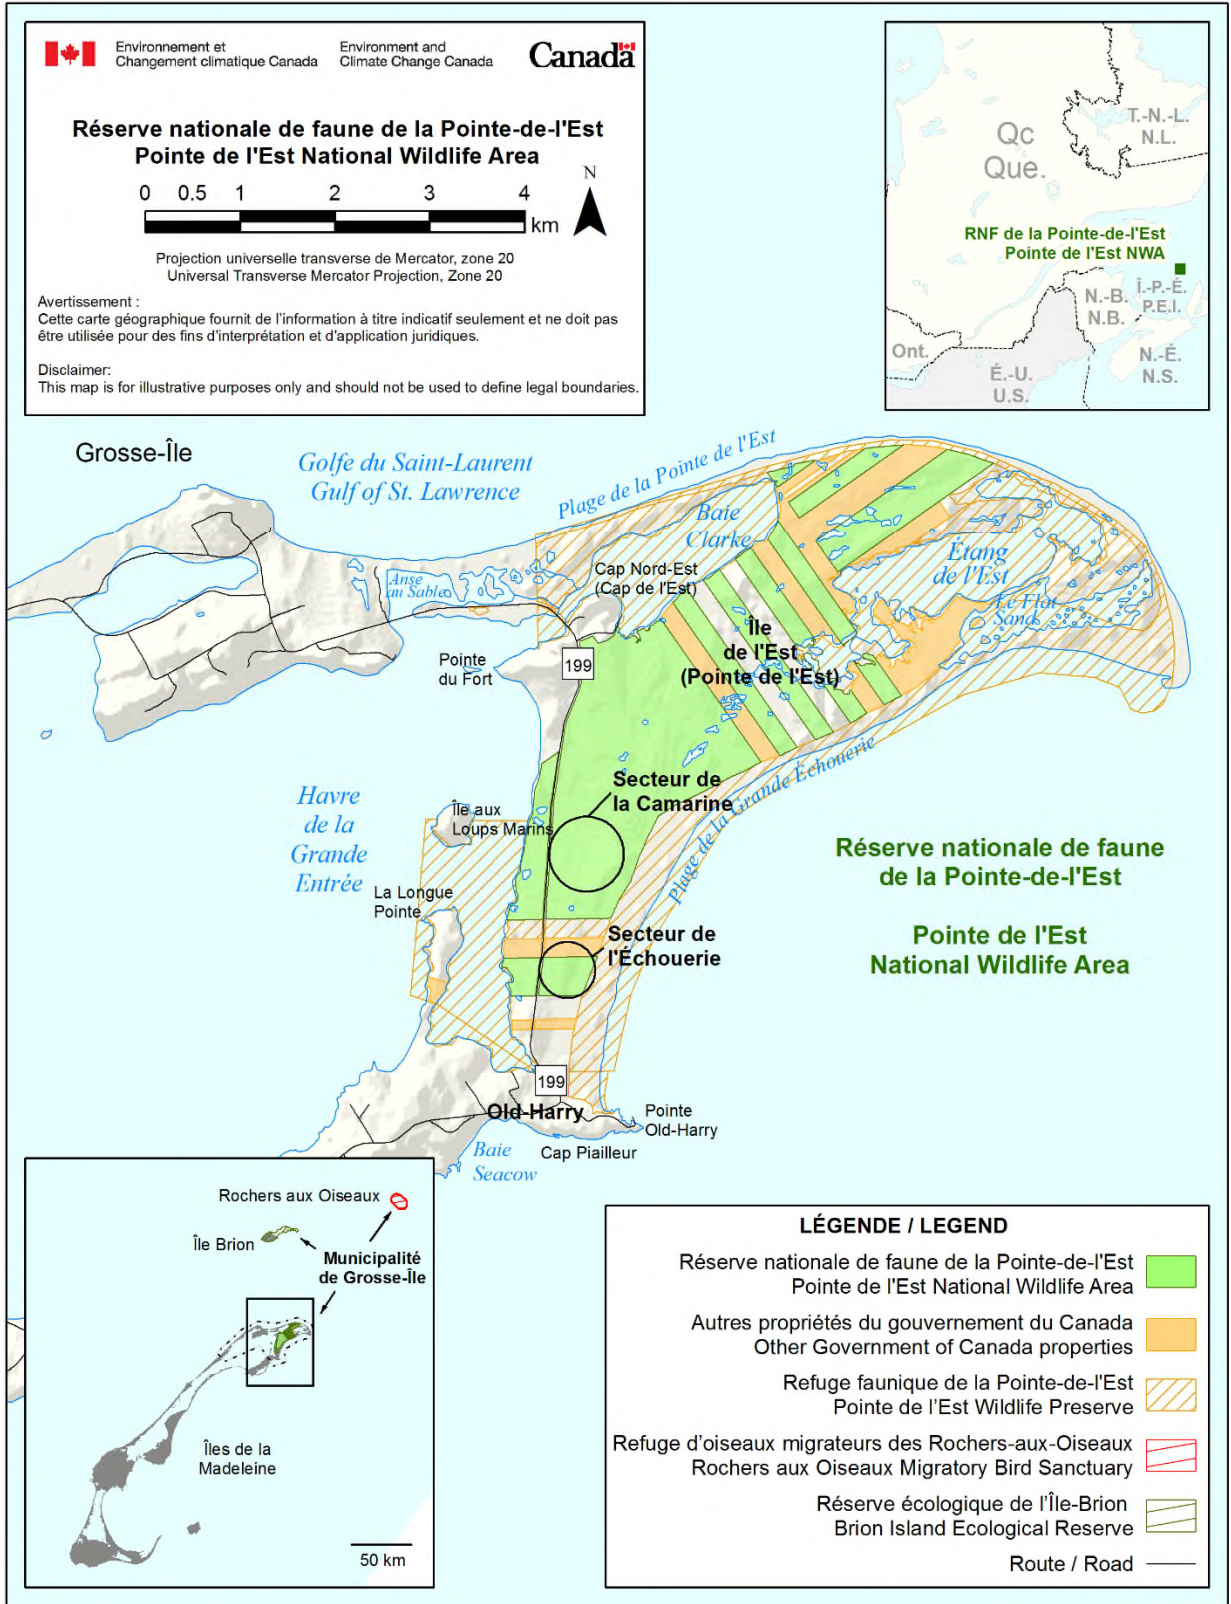 Environnement et
Changement climatique Canada
Environment and
Climate Change Canada
Canada
Réserve nationale de faune de la Pointe-de-l'Est
Pointe de l'Est National Wildlife Area
0 0.5 1 2 3 4
km
N
Projection universelle transverse de Mercator, zone 20
Universal Transverse Mercator Projection, Zone 20
Avertissement :
Cette carte géographique fournit de l'information à titre indicatif seulement et ne doit pas
être utilisée pour des fins d'interprétation et d'application juridiques.
Disclaimer:
This map is for illustrative purposes only and should not be used to define legal boundaries.
T.-N.-L.
N.L.
Qc
Que.
RNF de la Pointe-de-l'Est
Pointe de l'Est NWA
Î.-P.-É.
P.E.I.
N.-B.
N.B.
Ont.
N.-É.
N.S.
É.-U.
U.S.
Grosse-Île
Golfe du Saint-Laurent
Gulf of St. Lawrence
Plage de la Pointe de l'Est
Baie
Clarke
Étang
de l'Est
Le Flat
Sand
Anse
au Sable
Cap Nord-Est
(Cap de l'Est)
Île
de l'Est
(Pointe de l'Est)
199
Pointe
du Fort
Plage de la Grande Échouerie
Secteur de
la Camarine
Havre
de la
Grande
Entrée
Île aux
Loups Marins
Réserve nationale de faune
de la Pointe-de-l'Est
Pointe de l'Est
National Wildlife Area
La Longue
Pointe
Secteur de
l'Échouerie
199
Old-Harry
Pointe
Old-Harry
Cap Piailleur
Baie
Seacow
Rochers aux Oiseaux
Île Brion
Municipalité
de Grosse-Île
Îles de la
Madeleine
50 km
LÉGENDE / LEGEND
Réserve nationale de faune de la Pointe-de-l'Est
Pointe de l'Est National Wildlife Area
Autres propriétés du gouvernement du Canada
Other Government of Canada properties
Refuge faunique de la Pointe-de-l'Est
Pointe de l'Est Wildlife Preserve
Refuge d'oiseaux migrateurs des Rochers-aux-Oiseaux
Rochers aux Oiseaux Migratory Bird Sanctuary
Réserve écologique de l'Île-Brion
Brion Island Ecological Reserve
Route / Road